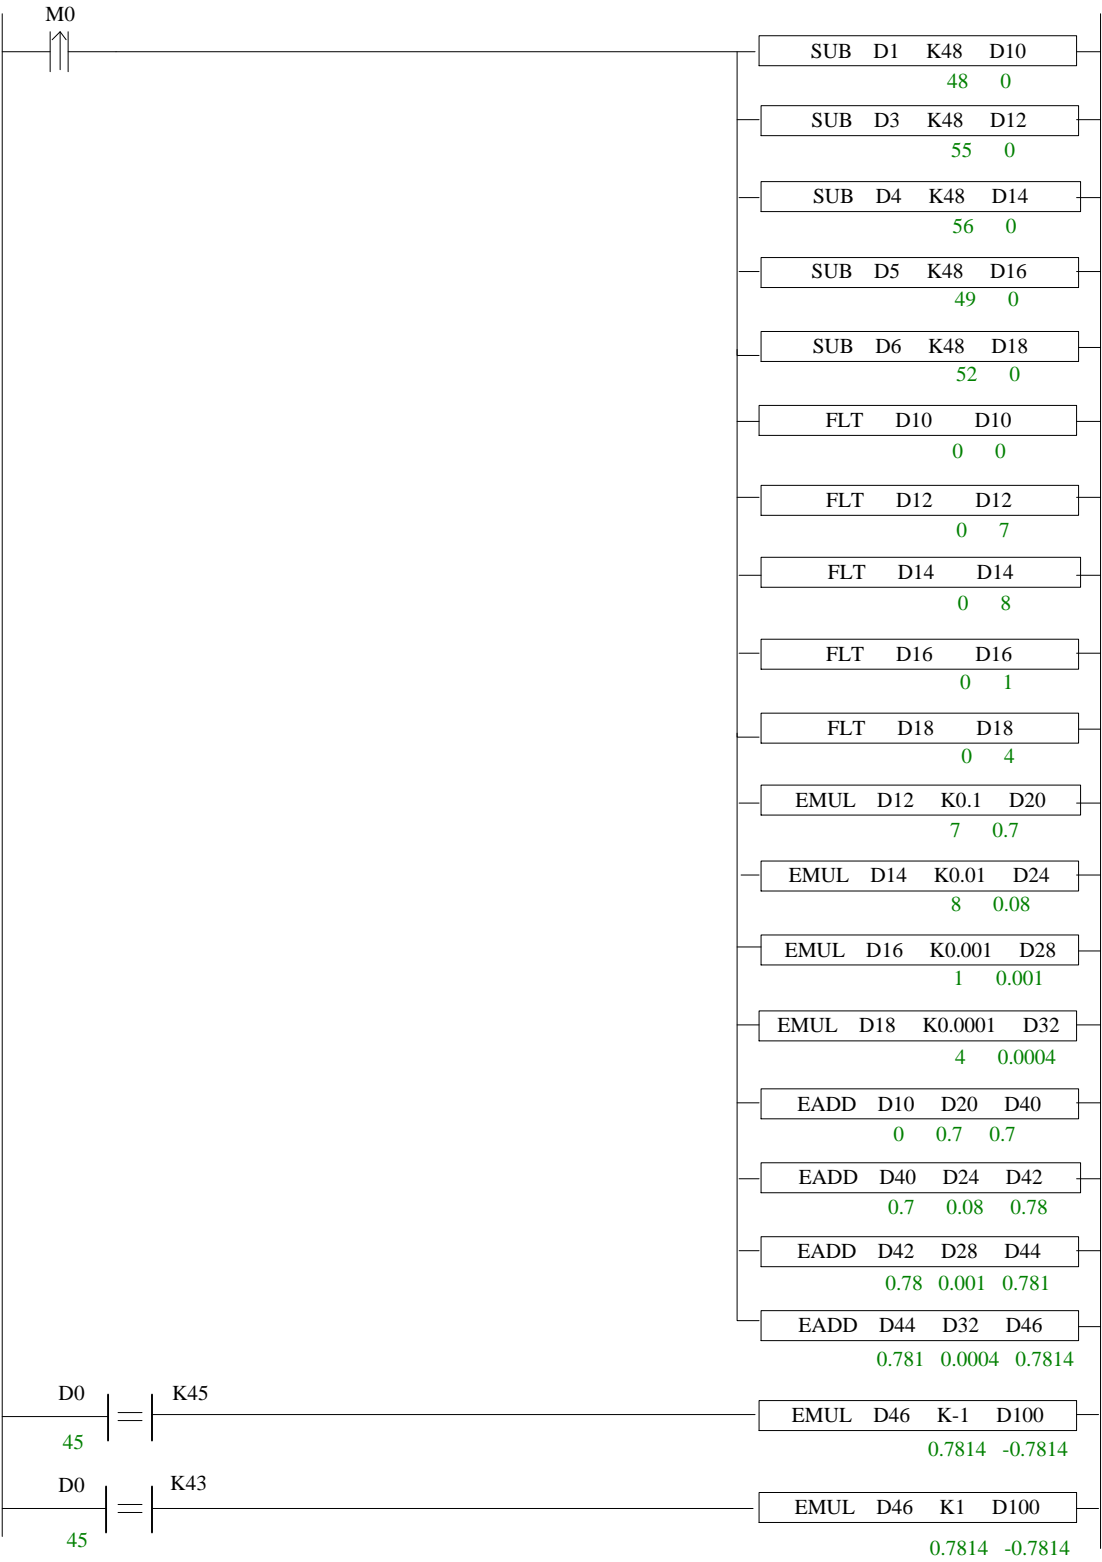 M0
SUB D1 K48 D10
48 0
SUB D3 K48 D12
55 0
SUB D4 K48 D14
56 0
SUB D5 K48 D16
49 0
SUB D6 K48 D18
52 0
FLT D10 D10
0 0
FLT D12 D12
0 7
FLT D14 D14
0 8
FLT D16 D16
0 1
FLT D18 D18
0 4
EMUL D12 K0.1 D20
7 0.7
EMUL D14 K0.01 D24
8 0.08
EMUL D16 K0.001 D28
1 0.001
EMUL D18 K0.0001 D32
4 0.0004
EADD D10 D20 D40
0 0.7 0.7
EADD D40 D24 D42
0.7 0.08 0.78
EADD D42 D28 D44
0.78 0.001 0.781
EADD D44 D32 D46
0.781 0.0004 0.7814
D0 K45
EMUL D46 K-1 D100
45 0.7814 -0.7814
D0 K43
EMUL D46 K1 D100
45 0.7814 -0.7814